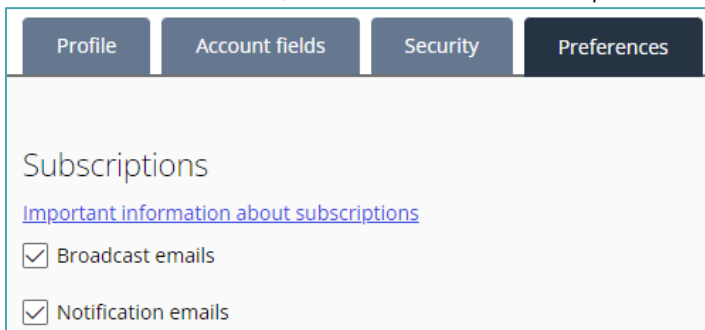 Profile Account fields Security Preferences
Subscriptions
Important information about subscriptions
Broadcast emails
Notification emails